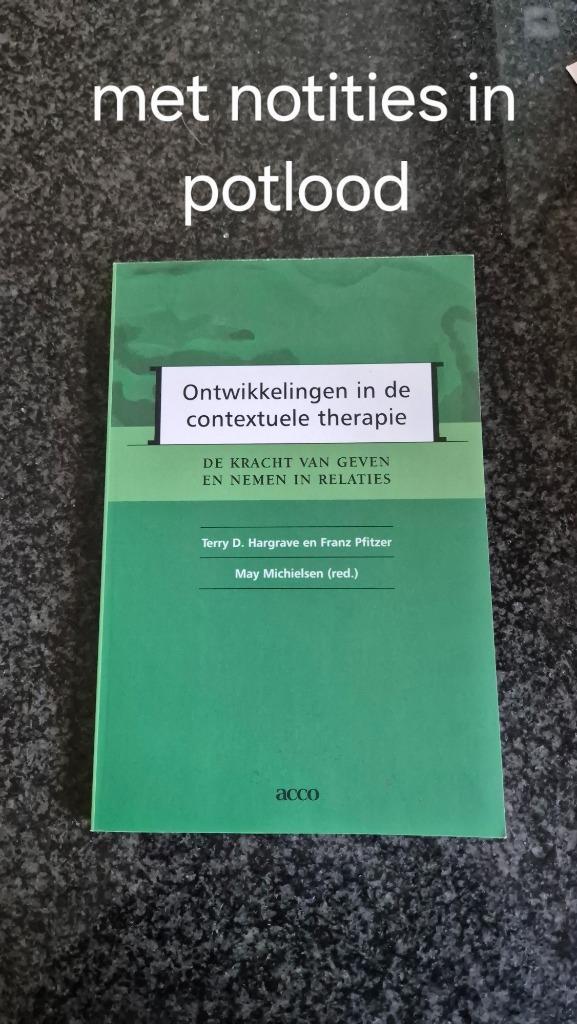 met notities in
potlood
Ontwikkelingen in de
contextuele therapie
DE KRACHT VAN GEVEN
EN NEMEN IN RELATIES
Terry D. Hargrave en Franz Pfitzer
May Michielsen (red.)
acco